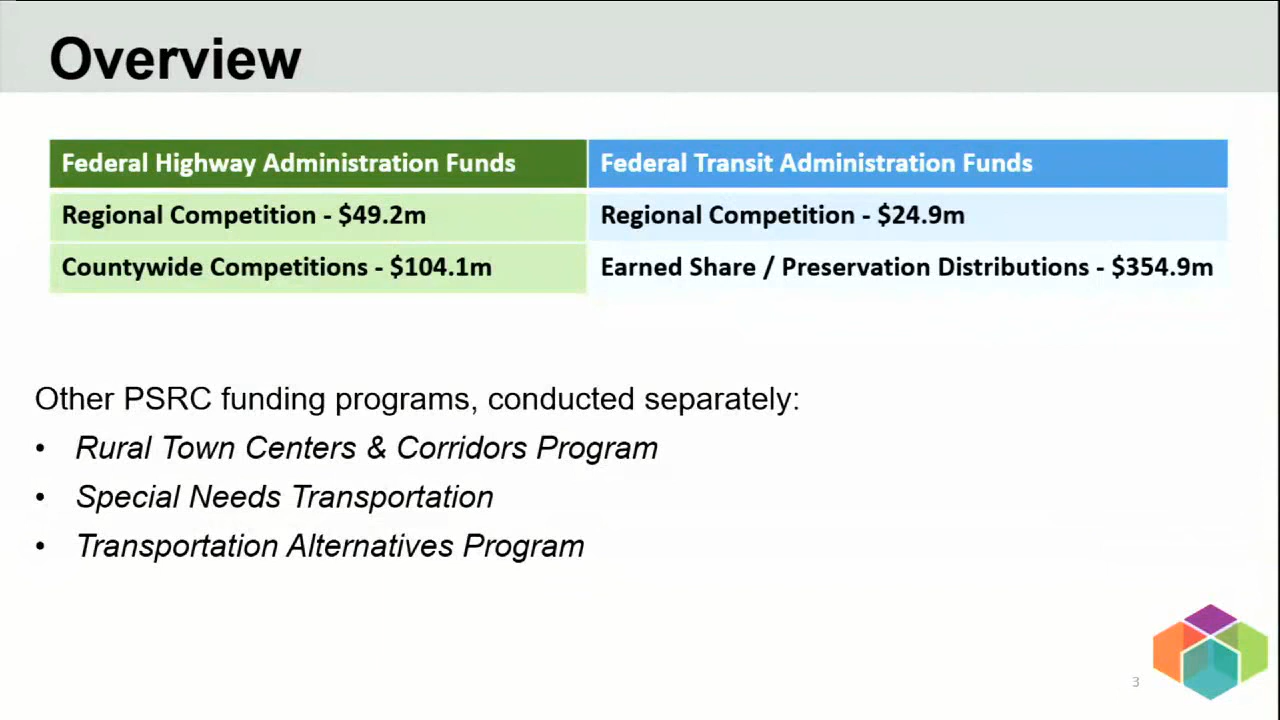 Overview
Federal Highway Administration Funds
Federal Transit Administration Funds
Regional Competition - $49.2m
Regional Competition - $24.9m
Countywide Competitions - $104.1m
Earned Share / Preservation Distributions - $354.9m
Other PSRC funding programs, conducted separately:
• Rural Town Centers & Corridors Program
• Special Needs Transportation
• Transportation Alternatives Program
3